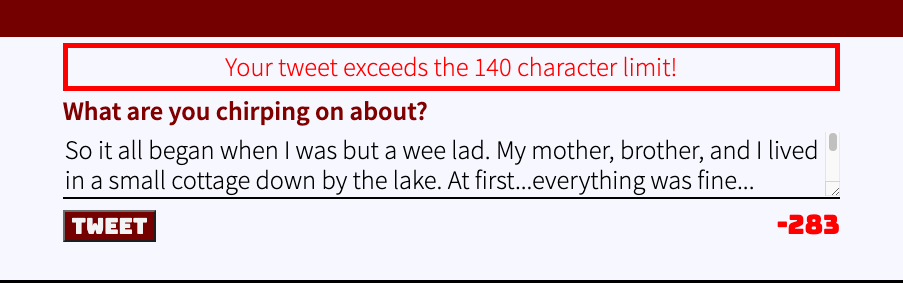 Your tweet exceeds the 140 character limit!
What are you chirping on about?
So it all began when I was but a wee lad. My mother, brother, and I lived
in a small cottage down by the lake. At first...everything was fine...
TWEET
-283